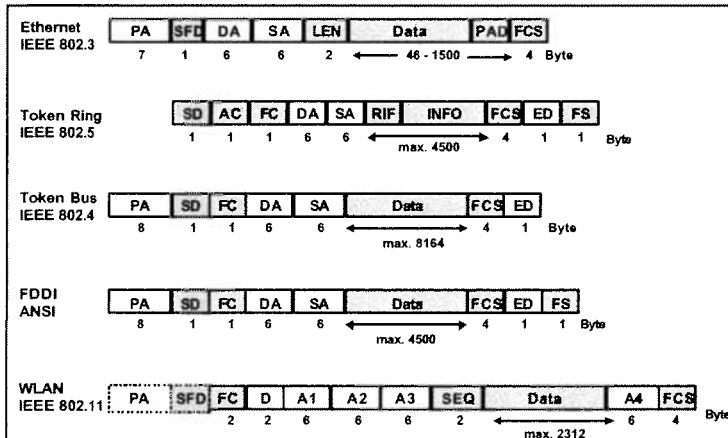 Ethernet
IEEE 802.3
PA SFD DA SA LEN Data PAD FCS
7 1 6 6 2 46 - 1500 4 Byte
Token Ring
IEEE 802.5
SD AC FC DA SA RIF INFO FCS ED FS
1 1 1 6 6 max. 4500 4 1 1 Byte
Token Bus
IEEE 802.4
PA SD FC DA SA Data FCS ED
8 1 1 6 6 max. 8164 4 1 Byte
FDDI
ANSI
PA SD FC DA SA Data FCS ED FS
8 1 1 6 6 max. 4500 4 1 1 Byte
WLAN
IEEE 802.11
PA SFD FC D A1 A2 A3 SEQ Data A4 FCS
2 2 6 6 6 2 max. 2312 6 4 Byte